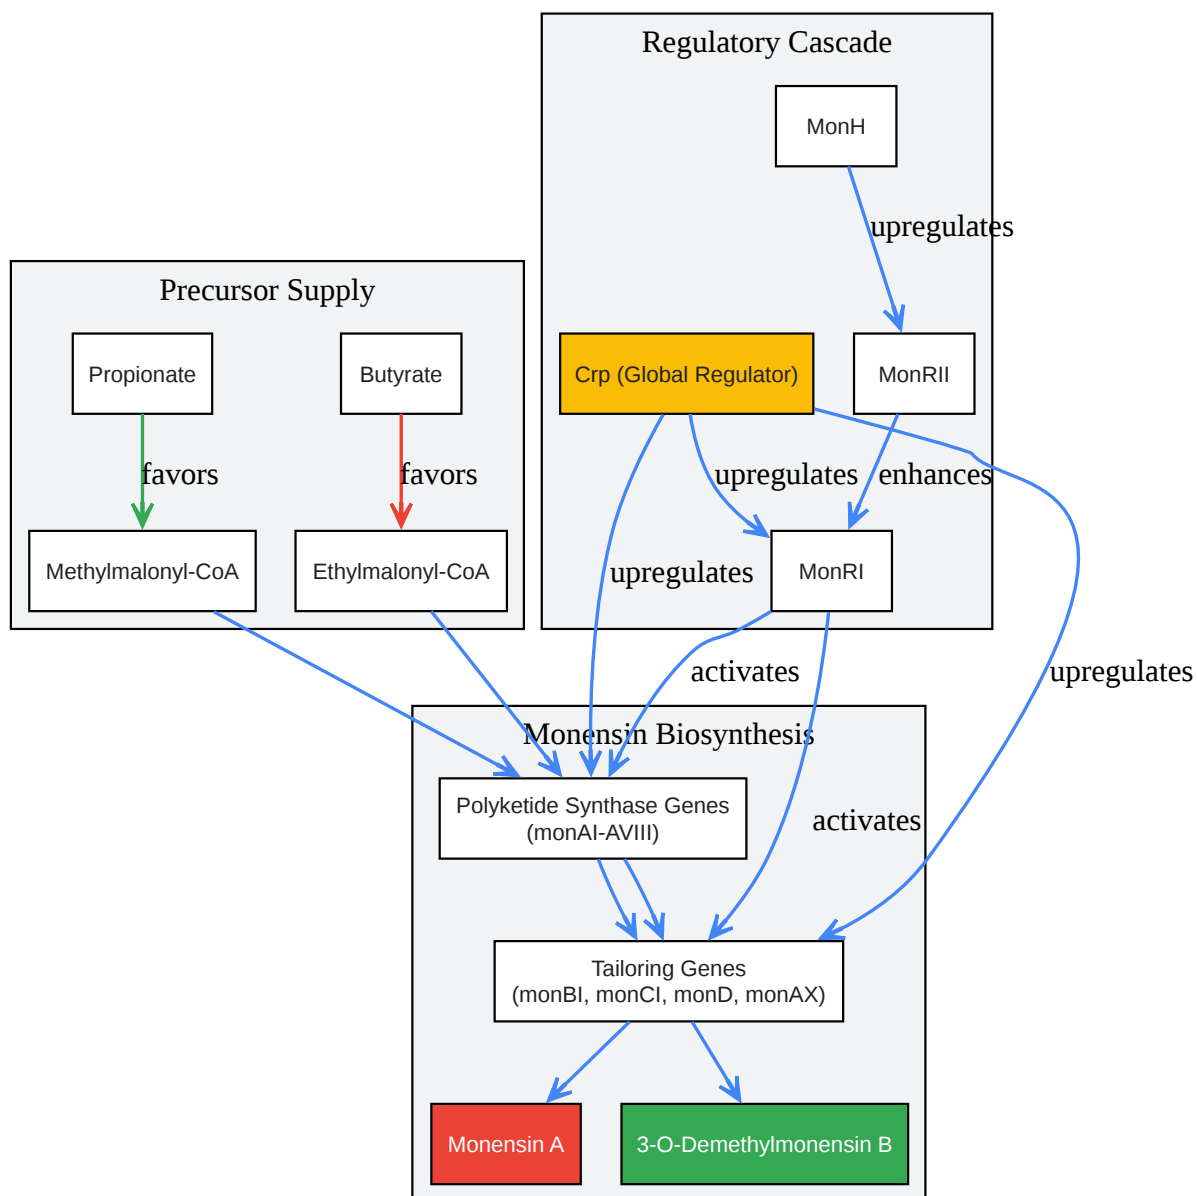 Regulatory Cascade
MonH
upregulates
Precursor Supply
Propionate
Butyrate
Crp (Global Regulator)
MonRII
favors
favors
upregulates
enhances
Methylmalonyl-CoA
Ethylmalonyl-CoA
upregulates
MonRI
activates
upregulates
Monensin Biosynthesis
Polyketide Synthase Genes
(monAI-AVIII)
activates
Tailoring Genes
(monBI, monCI, monD, monAX)
Monensin A
3-O-Demethylmonensin B